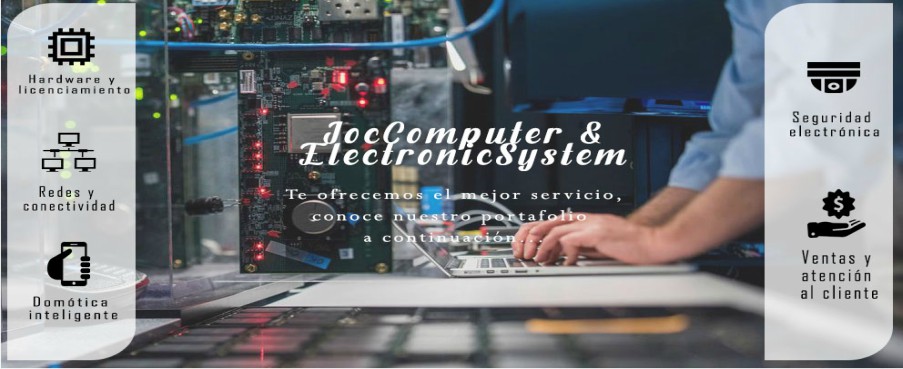 Hardware y
licenciamiento
Redes y
conectividad
Domótica
inteligente
JocComputer &
ElectronicSystem
Te ofrecemos el mejor servicio,
conoce nuestro portafolio
a continuación...
Seguridad
electrónica
$
Ventas y
atención
al cliente